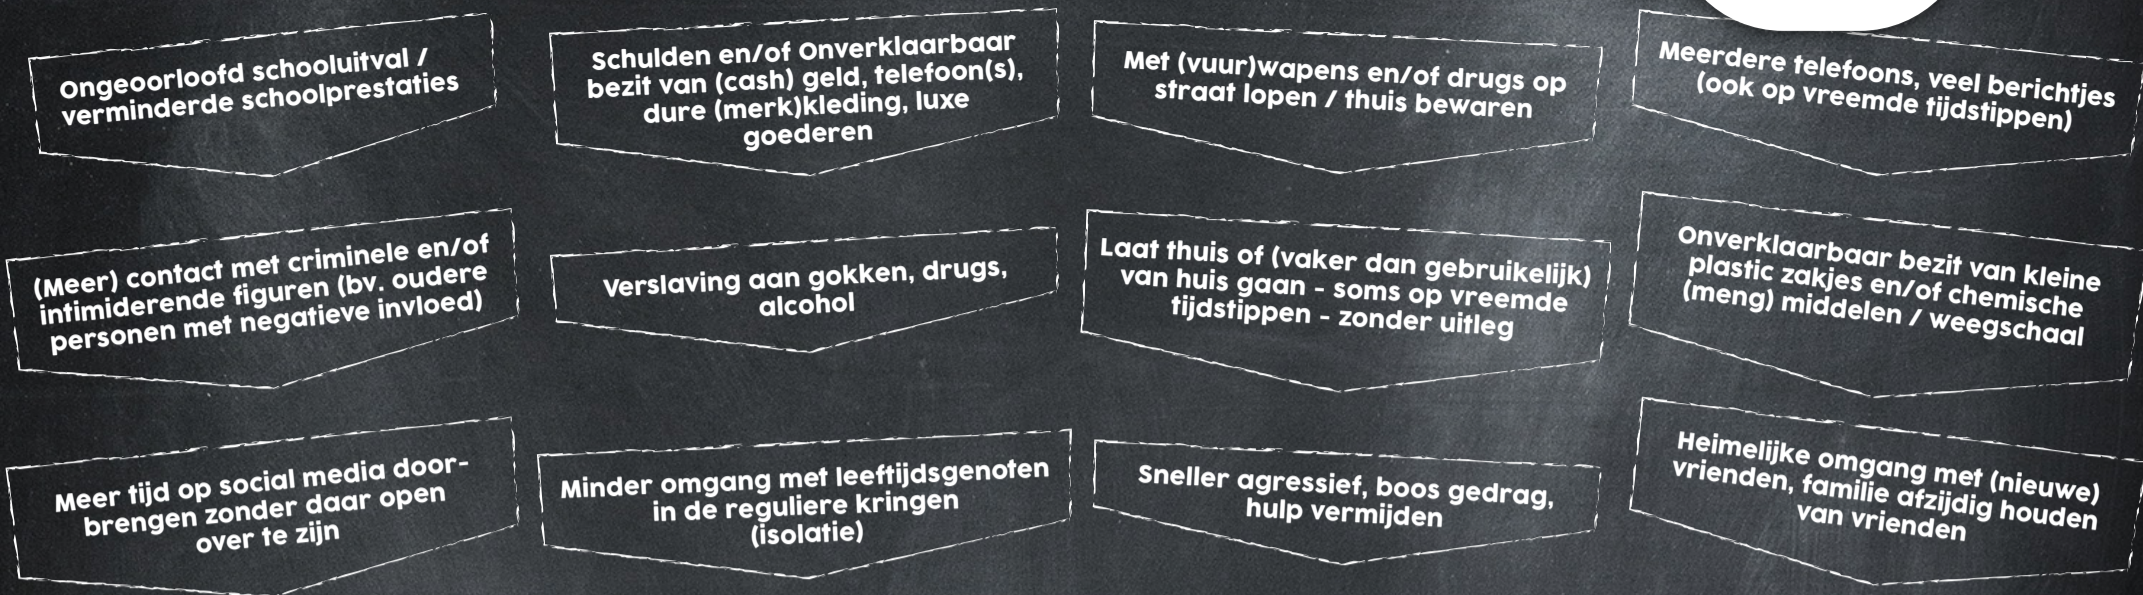 Ongeoorloofd schooluitval /
verminderde schoolprestaties
Schulden en/of Onverklaarbaar
bezit van (cash) geld, telefoon(s),
dure (merk)kleding, luxe
goederen
Met (vuur)wapens en/of drugs op
straat lopen / thuis bewaren
Meerdere telefoons, veel berichtjes
(ook op vreemde tijdstippen)
(Meer) contact met criminele en/of
intimiderende figuren (bv. oudere
personen met negatieve invloed)
Verslaving aan gokken, drugs,
alcohol
Laat thuis of (vaker dan gebruikelijk)
van huis gaan - soms op vreemde
tijdstippen - zonder uitleg
Onverklaarbaar bezit van kleine
plastic zakjes en/of chemische
(meng) middelen / weegschaal
Meer tijd op social media door-
brengen zonder daar open
over te zijn
Minder omgang met leeftijdsgenoten
in de reguliere kringen
(isolatie)
Sneller agressief, boos gedrag,
hulp vermijden
Heimelijke omgang met (nieuwe)
vrienden, familie afzijdig houden
van vrienden